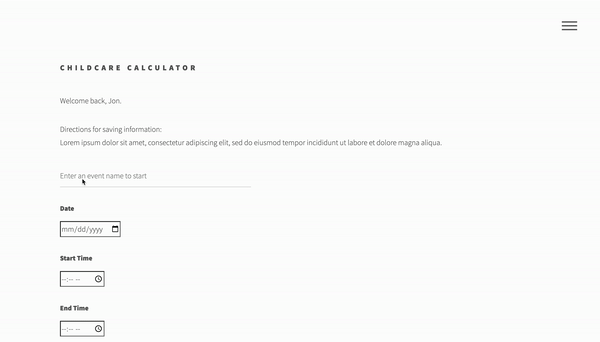 CHILDCARE CALCULATOR
Welcome back, Jon.
Directions for saving information:
Lorem ipsum dolor sit amet, consectetur adipiscing elit, sed do eiusmod tempor incididunt ut labore et dolore magna aliqua.
Enter an event name to start
Date
mm/dd/yyyy
Start Time
--:-- --
End Time
--:-- --